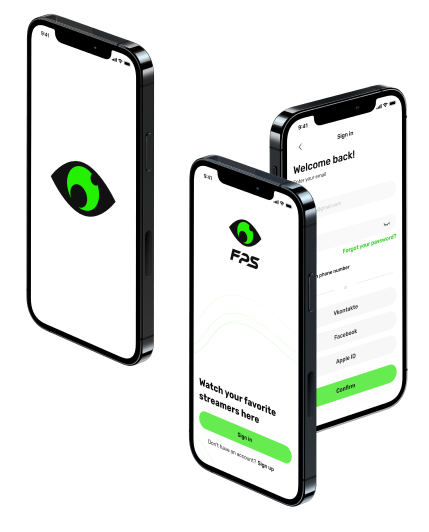 9:41
9:41
FPS
Watch your favorite
streamers here
Sign in
Don't have an account? Sign up
9:41
Sign in
Welcome back!
Enter your email
Forgot your password?
phone number
or
Vkontakte
Facebook
Apple ID
Confirm